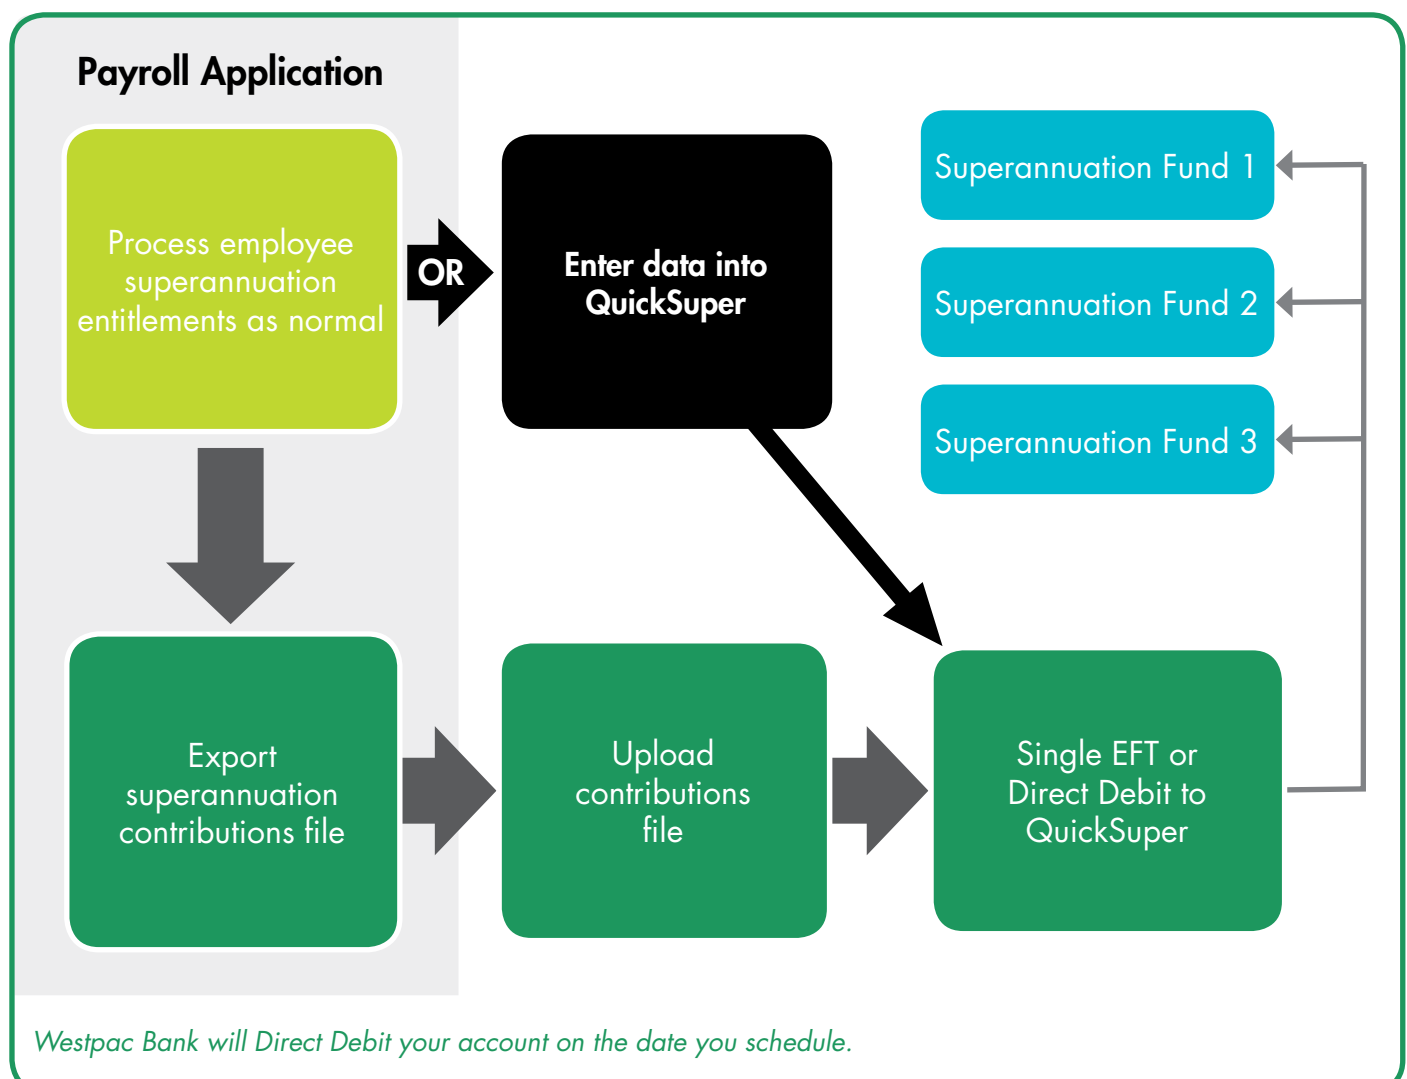 Payroll Application
Process employee
superannuation
entitlements as normal
OR
Enter data into
QuickSuper
Superannuation Fund 1
Superannuation Fund 2
Superannuation Fund 3
Export
superannuation
contributions file
Upload
contributions
file
Single EFT or
Direct Debit to
QuickSuper
Westpac Bank will Direct Debit your account on the date you schedule.